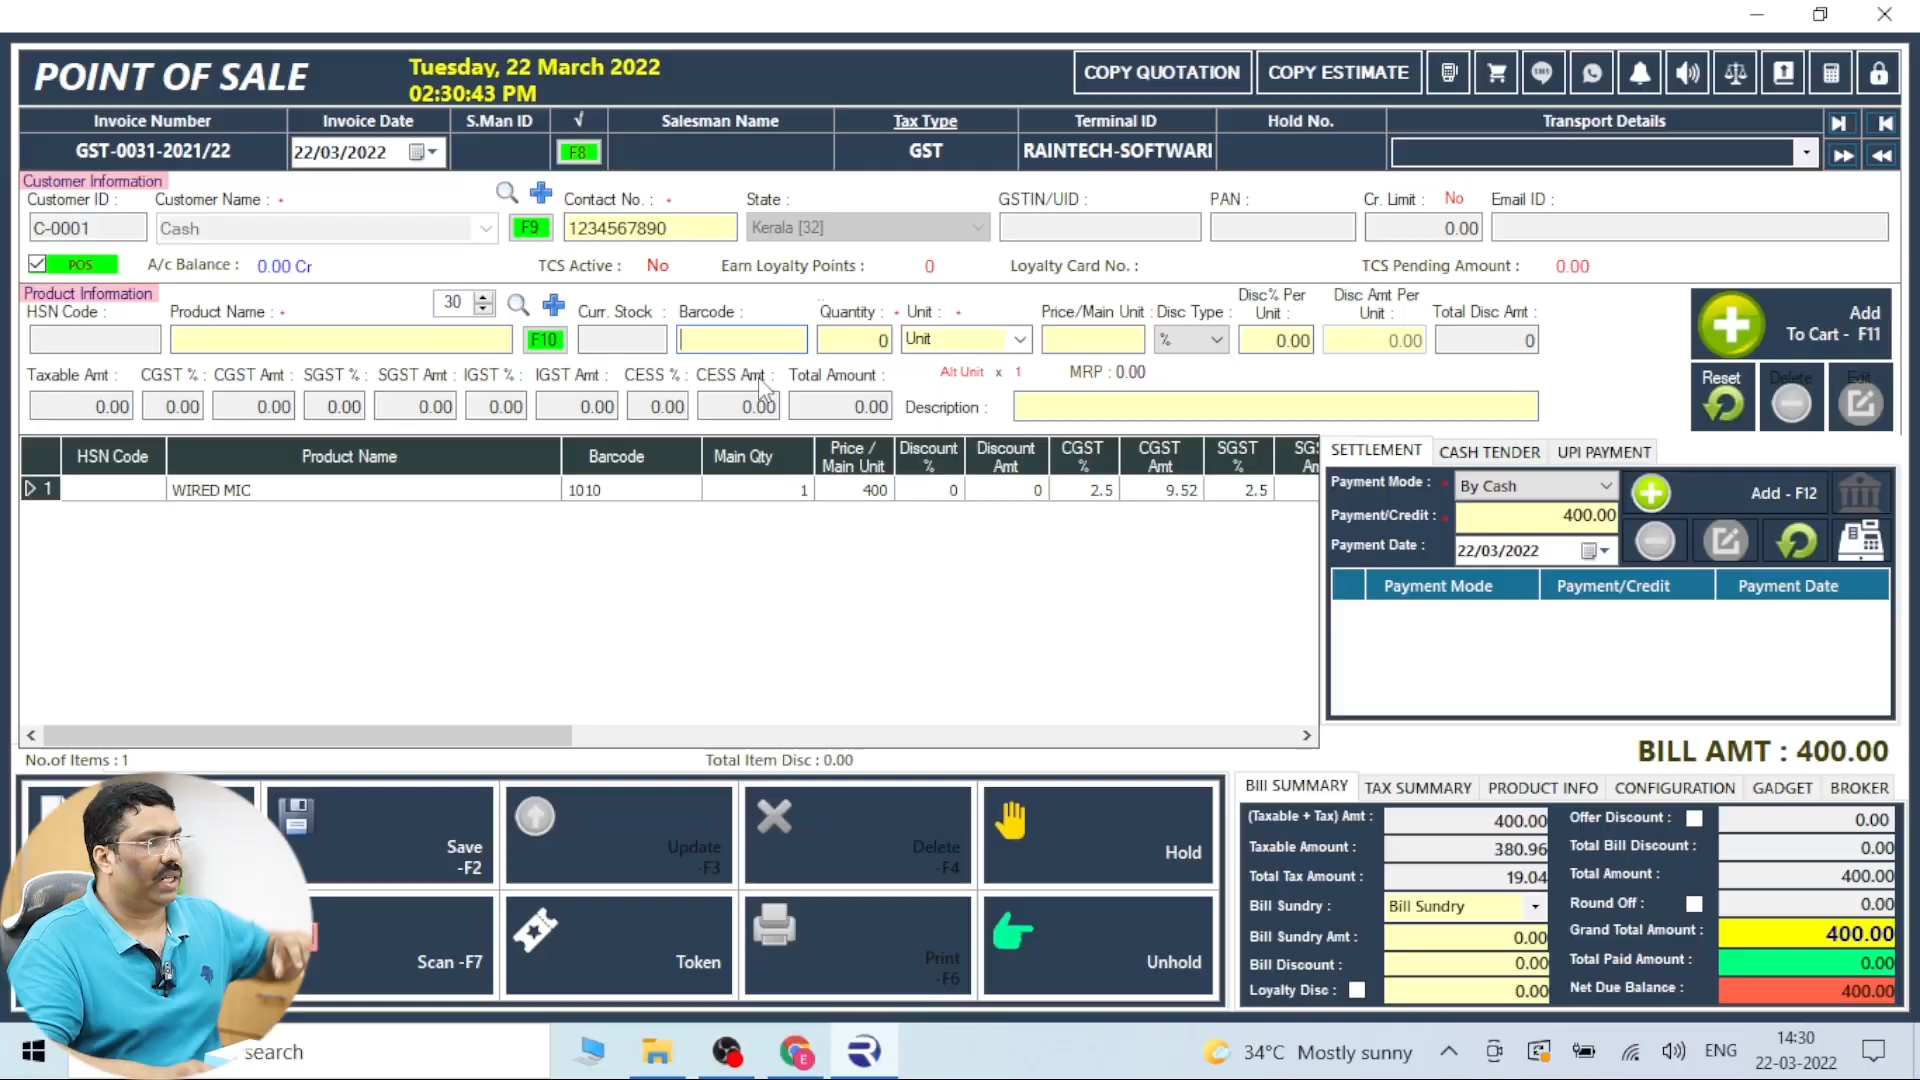 POINT OF SALE
Tuesday, 22 March 2022
02:30:43 PM
COPY QUOTATION
COPY ESTIMATE
Invoice Number
Invoice Date
S.Man ID
√
Salesman Name
Tax Type
Terminal ID
Hold No.
Transport Details
GST-0031-2021/22
22/03/2022
F8
GST
RAINTECH-SOFTWARI
Customer Information
Customer ID :
Customer Name :
Contact No. :
State :
GSTIN/UID :
PAN :
Cr. Limit :
No
Email ID :
C-0001
Cash
F9
1234567890
Kerala [32]
0.00
POS
A/c Balance :
0.00 Cr
TCS Active :
No
Earn Loyalty Points :
0
Loyalty Card No. :
TCS Pending Amount :
0.00
Product Information
HSN Code :
Product Name :
30
Curr. Stock :
Barcode :
Quantity :
Unit :
Price/Main Unit :
Disc Type :
Disc% Per Unit :
Disc Amt Per Unit :
Total Disc Amt :
F10
0
Unit
%
0.00
0.00
0
Add To Cart - F11
Taxable Amt :
CGST % :
CGST Amt :
SGST % :
SGST Amt :
IGST % :
IGST Amt :
CESS % :
CESS Amt :
Total Amount :
Alt Unit x 1
MRP : 0.00
0.00
0.00
0.00
0.00
0.00
0.00
0.00
0.00
0.00
0.00
Description :
Reset
Delete
Edit
HSN Code
Product Name
Barcode
Main Qty
Price / Main Unit
Discount %
Discount Amt
CGST %
CGST Amt
SGST %
1
WIRED MIC
1010
1
400
0
0
2.5
9.52
2.5
SETTLEMENT
CASH TENDER
UPI PAYMENT
Payment Mode :
By Cash
Add - F12
Payment/Credit :
400.00
Payment Date :
22/03/2022
Payment Mode
Payment/Credit
Payment Date
No.of Items : 1
Total Item Disc : 0.00
BILL AMT : 400.00
Save -F2
Update -F3
Delete -F4
Hold
Scan -F7
Token
Print -F6
Unhold
Bill SUMMARY
TAX SUMMARY
PRODUCT INFO
CONFIGURATION
GADGET
BROKER
(Taxable + Tax) Amt :
400.00
Offer Discount :
0.00
Taxable Amount :
380.96
Total Bill Discount :
0.00
Total Tax Amount :
19.04
Total Amount :
400.00
Bill Sundry :
Bill Sundry
Round Off :
0.00
Bill Sundry Amt :
0.00
Grand Total Amount :
400.00
Bill Discount :
0.00
Total Paid Amount :
0.00
Loyalty Disc :
0.00
Net Due Balance :
400.00
search
34°C Mostly sunny
ENG
14:30
22-03-2022